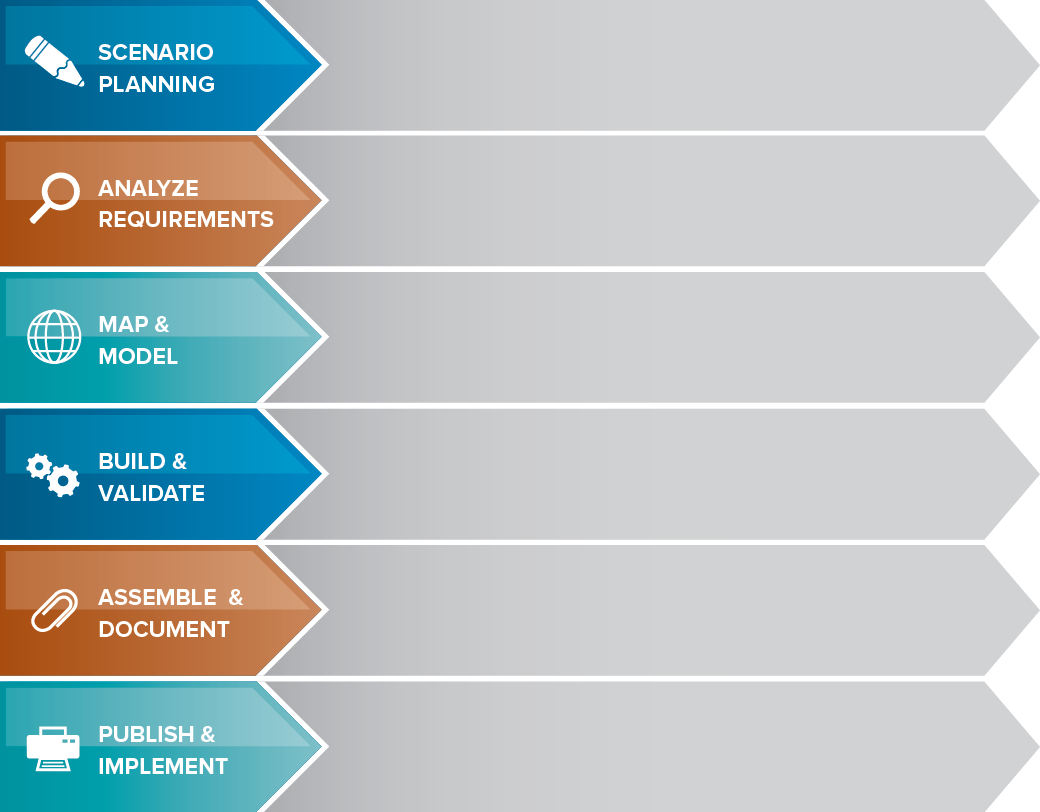 SCENARIO
PLANNING
ANALYZE
REQUIREMENTS
MAP &
MODEL
BUILD &
VALIDATE
ASSEMBLE  &
DOCUMENT
PUBLISH &
IMPLEMENT